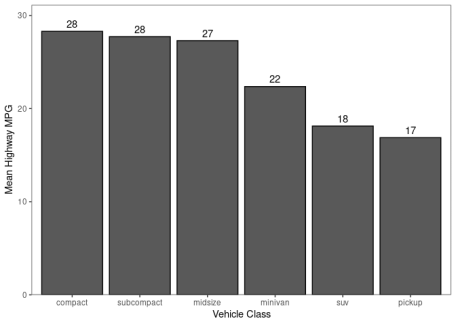 30
20
10
0
Mean Highway MPG
28
28
27
22
18
17
compact
subcompact
midsize
minivan
suv
pickup
Vehicle Class